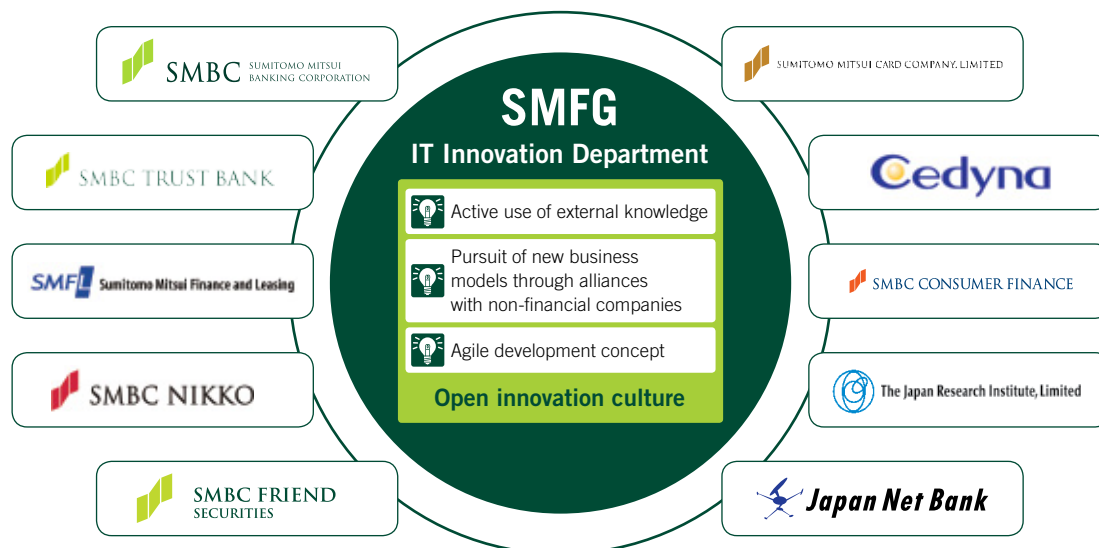 SMBC SUMITOMO MITSUI
BANKING CORPORATION
SMBC TRUST BANK
SMFL Sumitomo Mitsui Finance and Leasing
SMBC NIKKO
SMBC FRIEND
SECURITIES
SMFG
IT Innovation Department
Active use of external knowledge
Pursuit of new business
models through alliances
with non-financial companies
Agile development concept
Open innovation culture
SUMITOMO MITSUI CARD COMPANY, LIMITED
Cedyna
SMBC CONSUMER FINANCE
The Japan Research Institute, Limited
Japan Net Bank